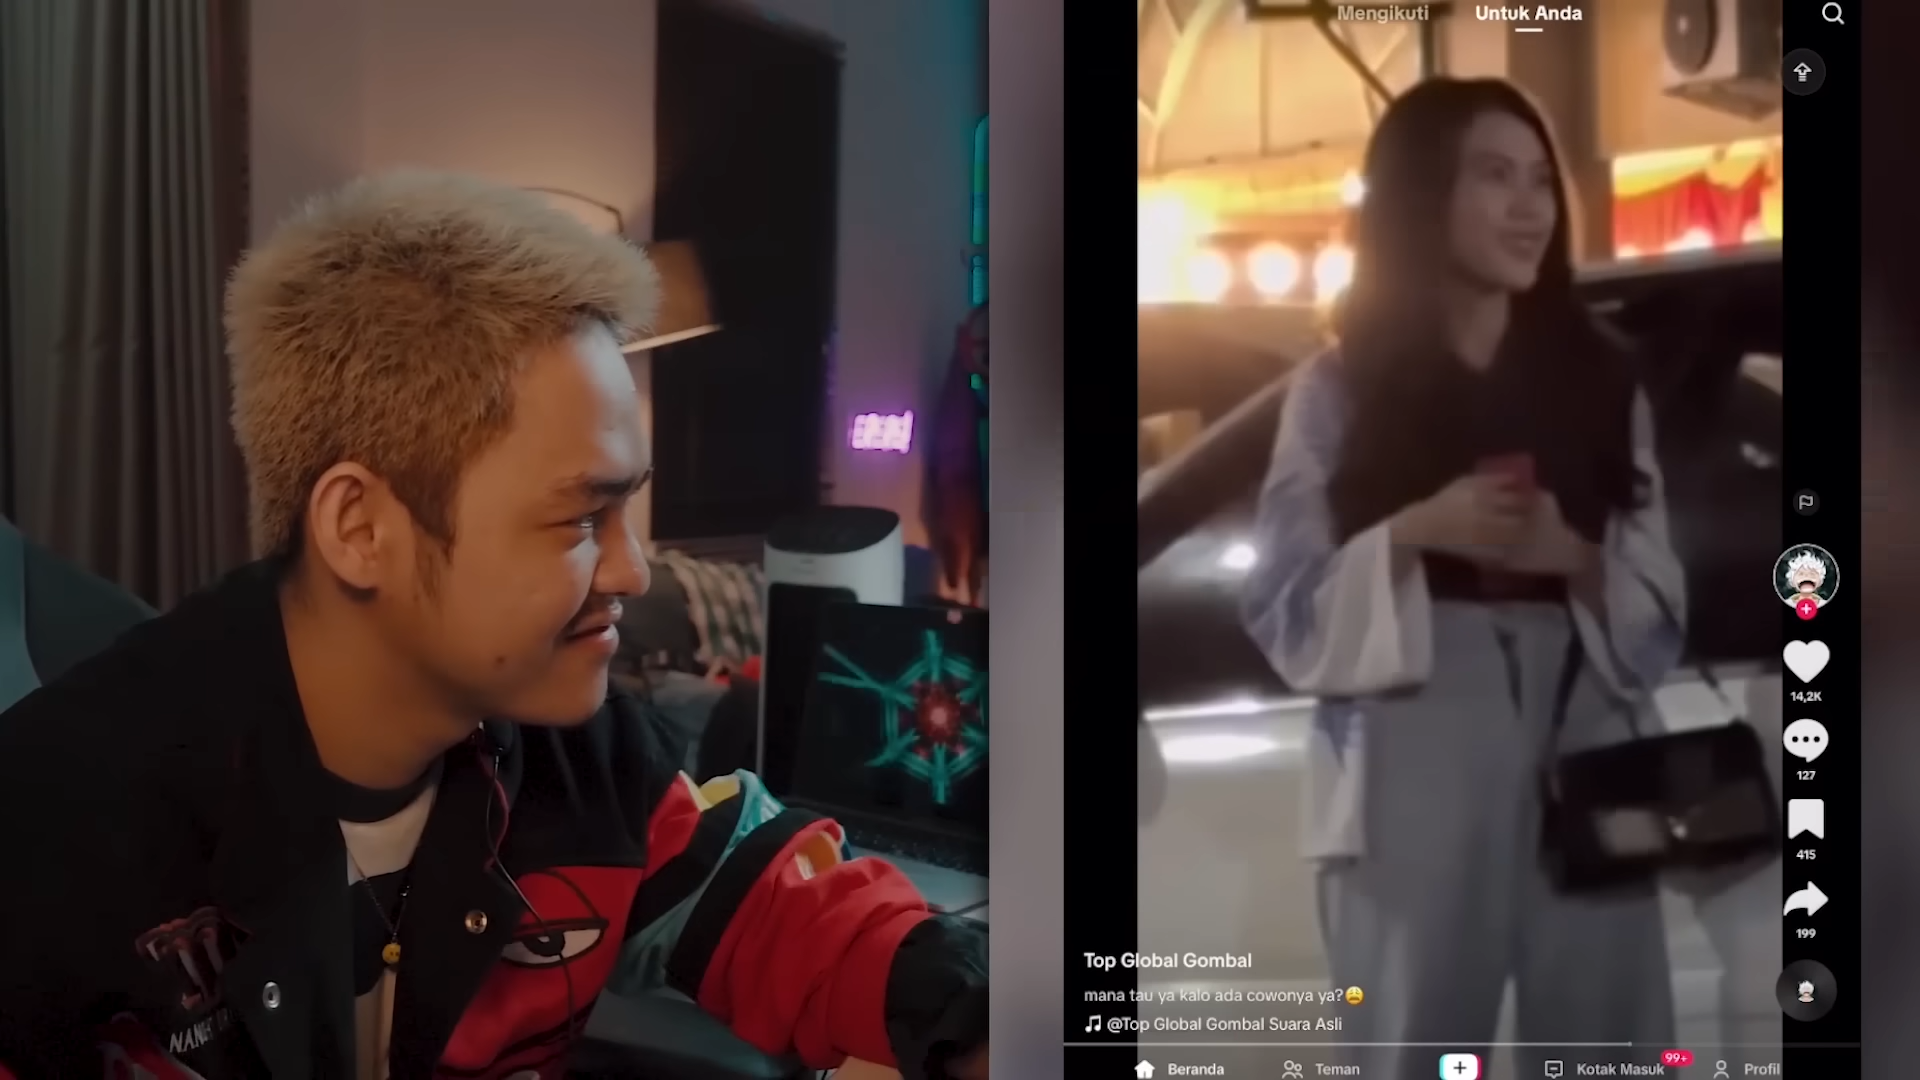 Mengikuti
Untuk Anda
14,2K
127
415
199
Top Global Gombal
mana tau ya kalo ada cowonya ya?😩
@Top Global Gombal Suara Asli
Beranda
Teman
Kotak Masuk
99+
Profil